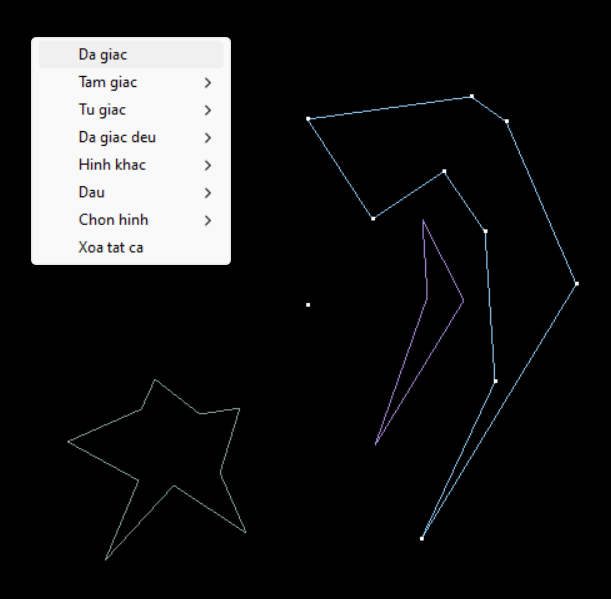 Da giac
Tam giac
Tu giac
Da giac deu
Hinh khac
Dau
Chon hinh
Xoa tat ca